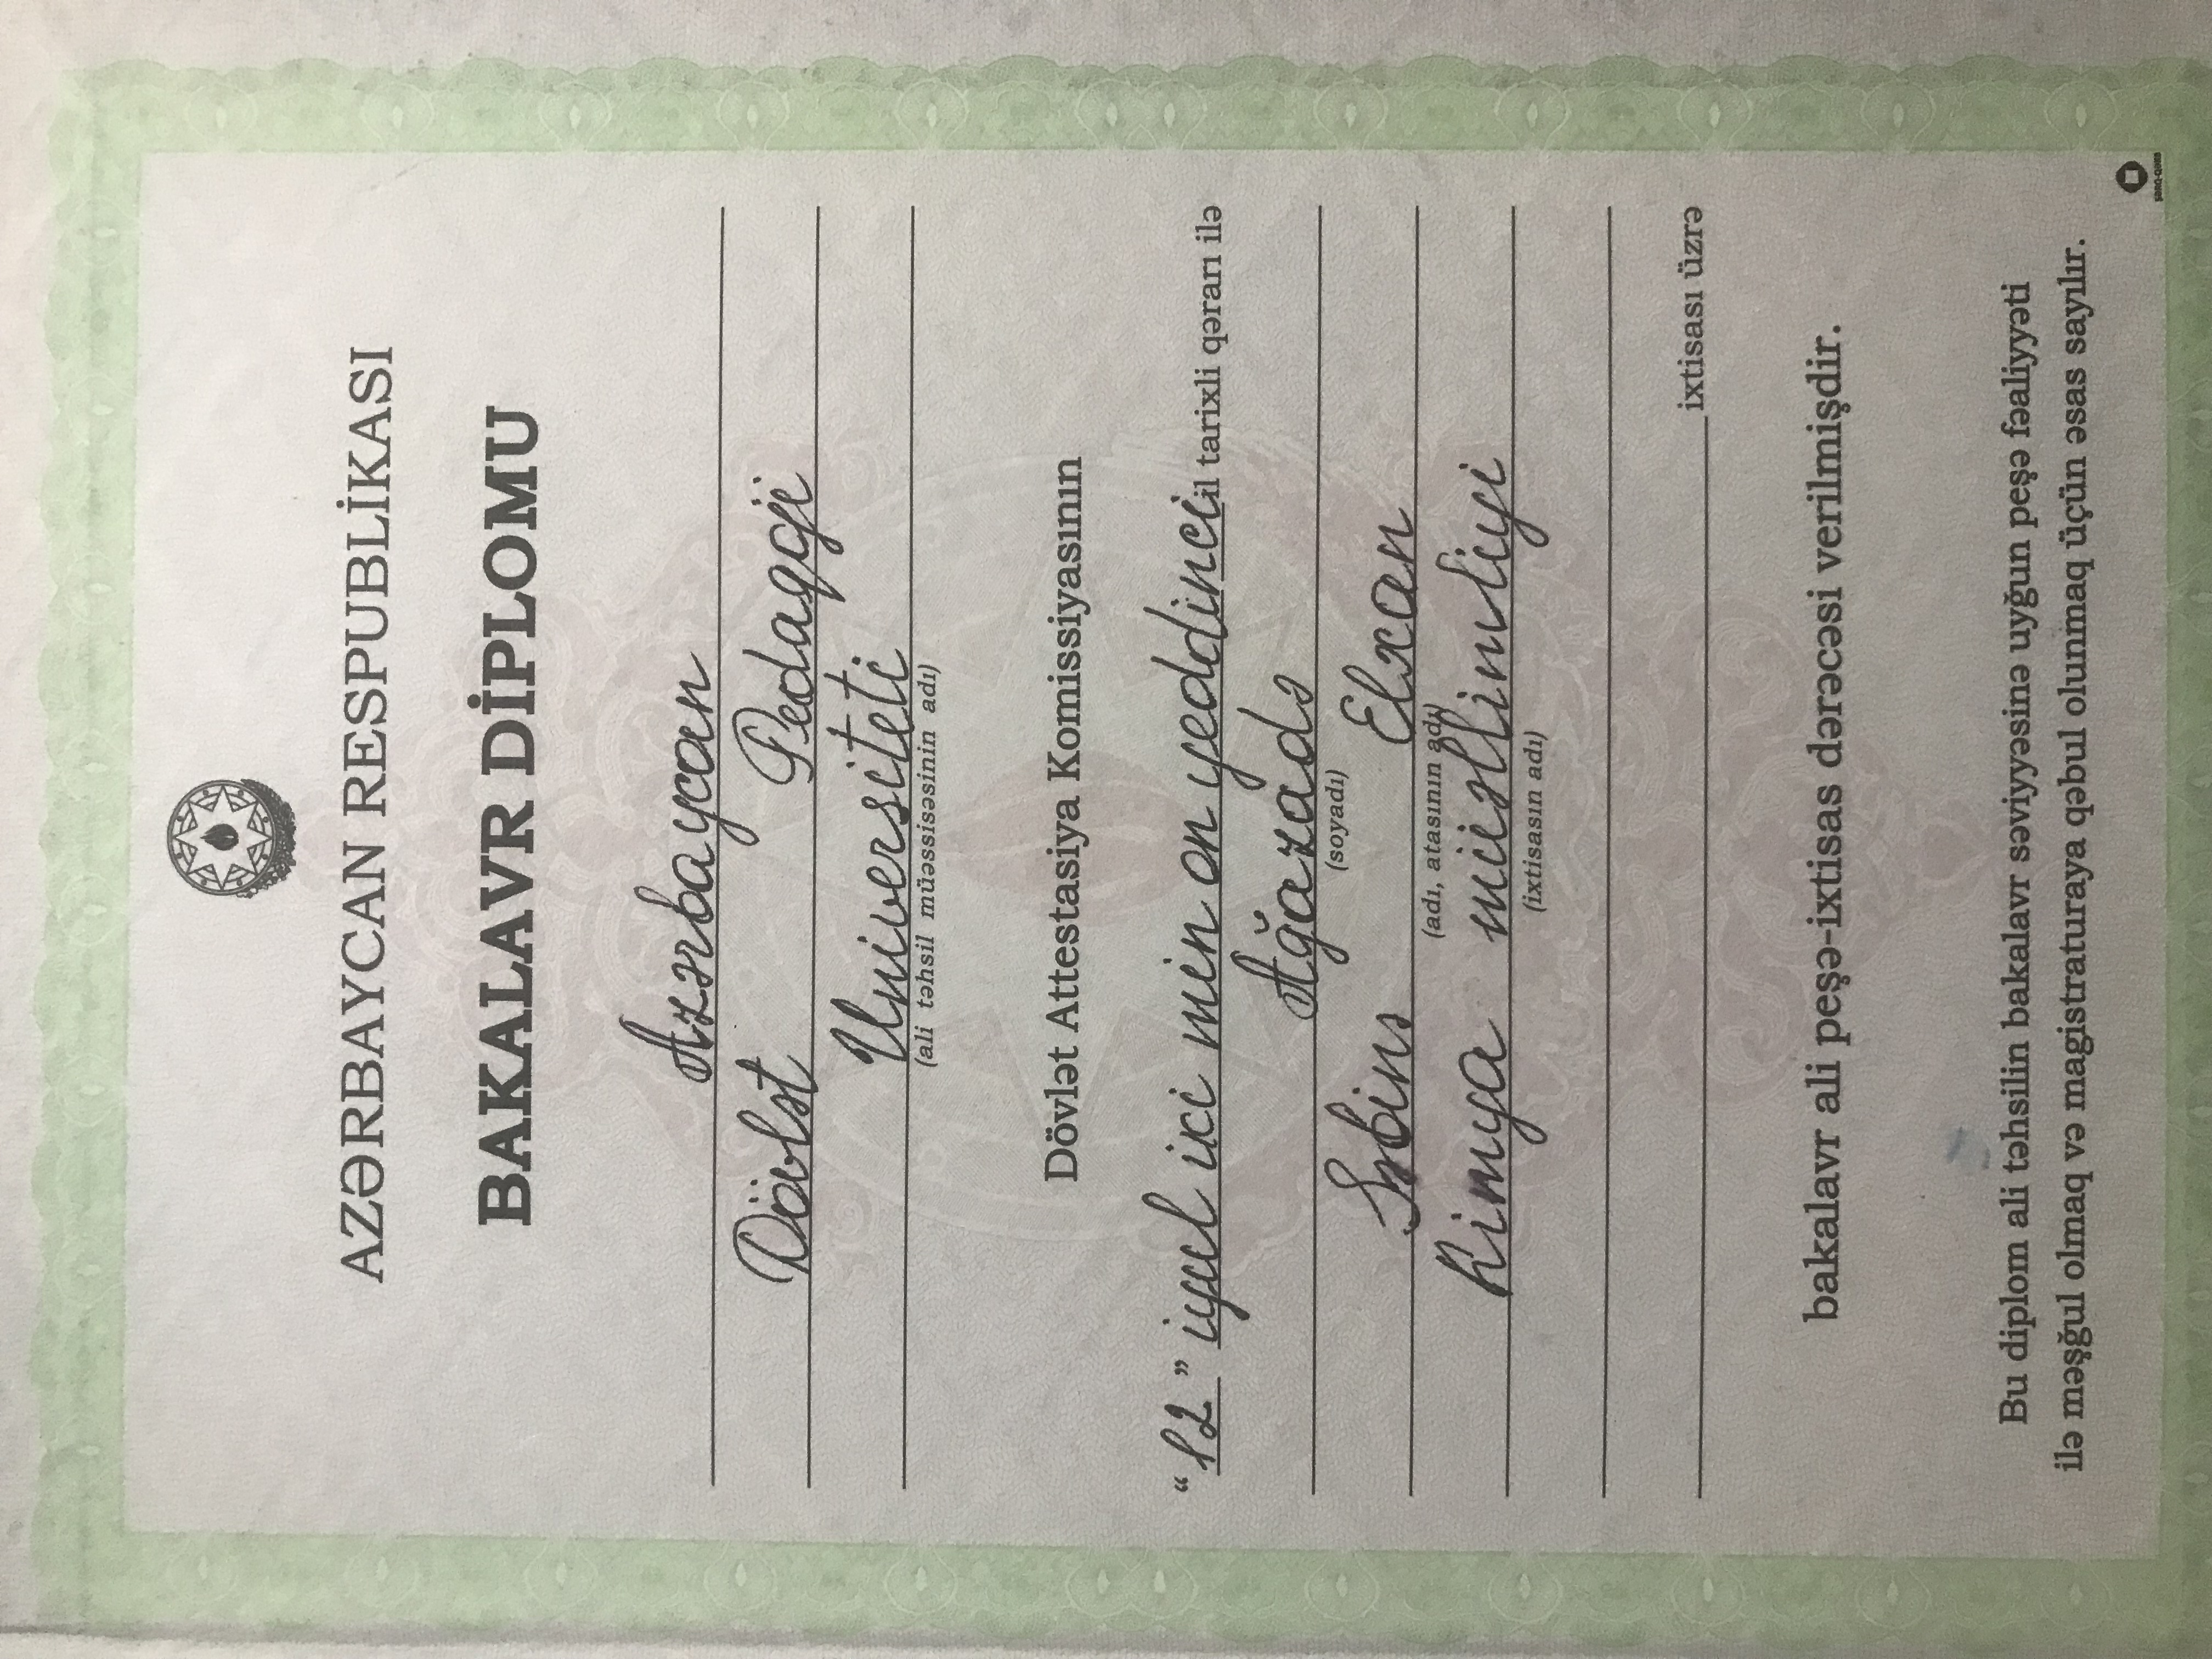 AZƏRBAYCAN RESPUBLİKASI
BAKALAVR DİPLOMU
Azərbaycan
Dövlət Pedaqoji
Universiteti
(ali təhsil müəssisəsinin adı)
Dövlət Attestasiya Komissiyasının
“12” iyul iki min on yeddinci il tarixli qərarı ilə
Ağazadə
(soyadı)
Səbinə Elxan
(adı, atasının adı)
Kimya müəllimliyi
(ixtisasın adı)
ixtisası üzrə
bakalavr ali peşə-ixtisas dərəcəsi verilmişdir.
Bu diplom ali təhsilin bakalavr səviyyəsinə uyğun peşə fəaliyyəti
ilə məşğul olmaq və magistraturaya qəbul olunmaq üçün əsas sayılır.